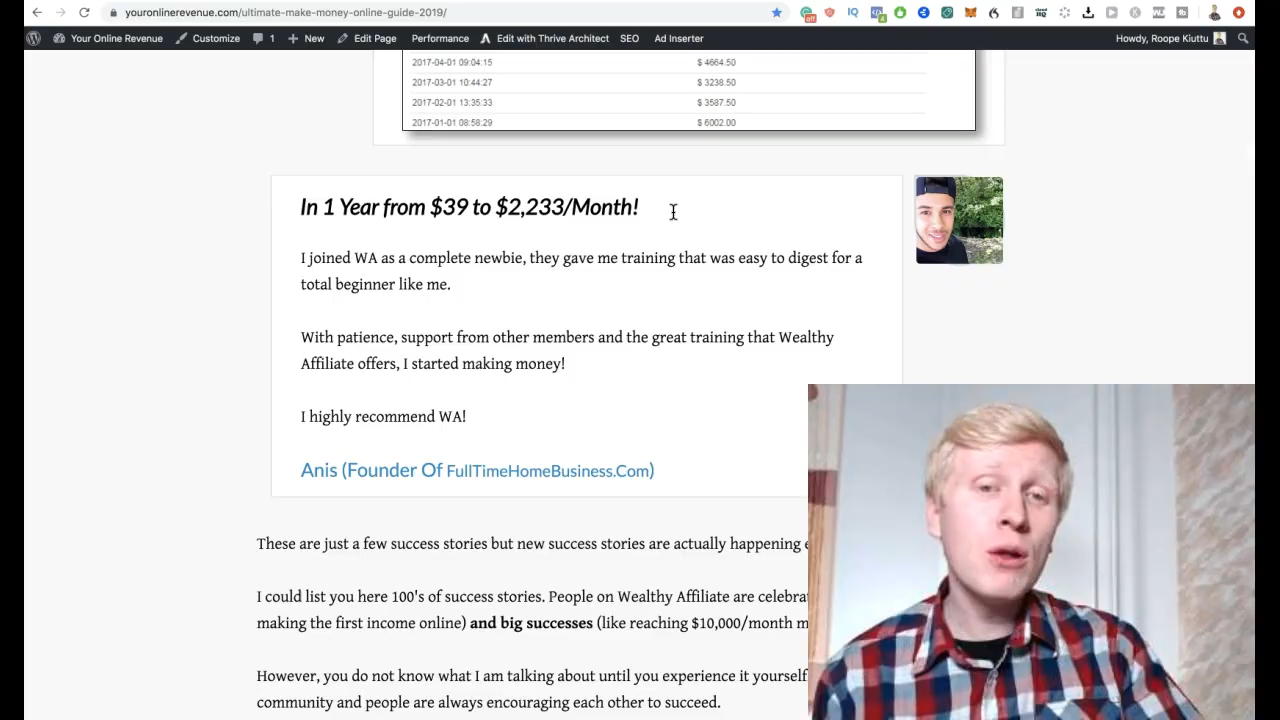 youronlinerevenue.com/ultimate-make-money-online-guide-2019/
Your Online Revenue Customize 1 New Edit Page Performance Edit with Thrive Architect SEO Ad Inserter Howdy, Roope Kiuttu
2017-04-01 09:04:15 $ 4664.50
2017-03-01 10:44:27 $ 3238.50
2017-02-01 13:35:33 $ 3587.50
2017-01-01 08:58:29 $ 6002.00
In 1 Year from $39 to $2,233/Month!
I joined WA as a complete newbie, they gave me training that was easy to digest for a
total beginner like me.
With patience, support from other members and the great training that Wealthy
Affiliate offers, I started making money!
I highly recommend WA!
Anis (Founder Of FullTimeHomeBusiness.Com)
These are just a few success stories but new success stories are actually happening
I could list you here 100's of success stories. People on Wealthy Affiliate are celebra
making the first income online) and big successes (like reaching $10,000/month m
However, you do not know what I am talking about until you experience it yourself
community and people are always encouraging each other to succeed.